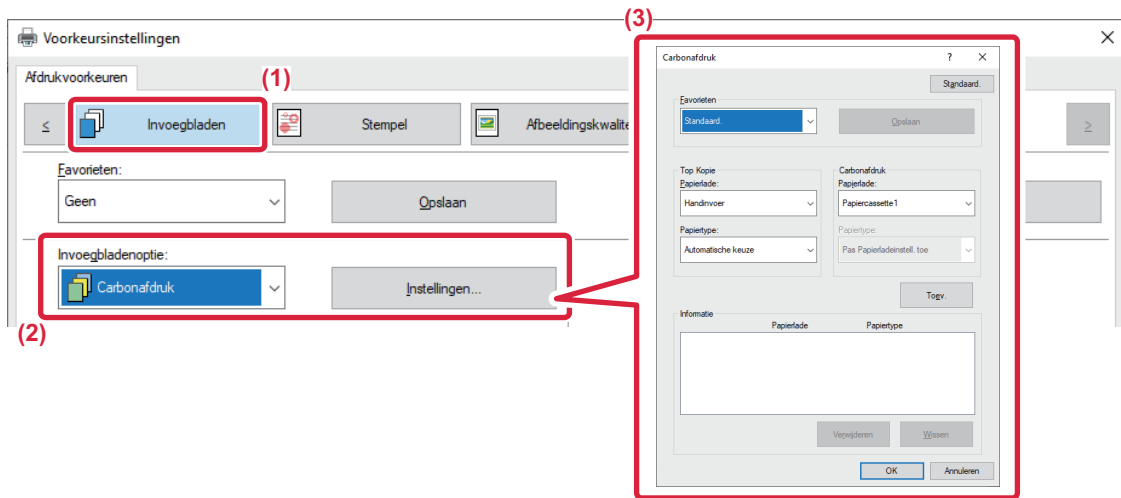 (3)
Voorkeursinstellingen
Afdrukvoorkeuren
(1)
< Invoegbladen Stempel Afbeeldingskwalite >
Favorieten:
Geen Opslaan
Invoegbladenoptie:
Carbonafdruk Instellingen...
(2)
Carbonafdruk ?
Standaard.
Favorieten
Standaard. Opslaan
Top Kopie Carbonafdruk
Papierlade: Papierlade:
Handinvoer Papiercassette1
Papiertype: Papiertype:
Automatische keuze Pas Papierladeinstell. toe
Toev.
Informatie
Papierlade Papiertype
Verwijderen Wissen
OK Annuleren